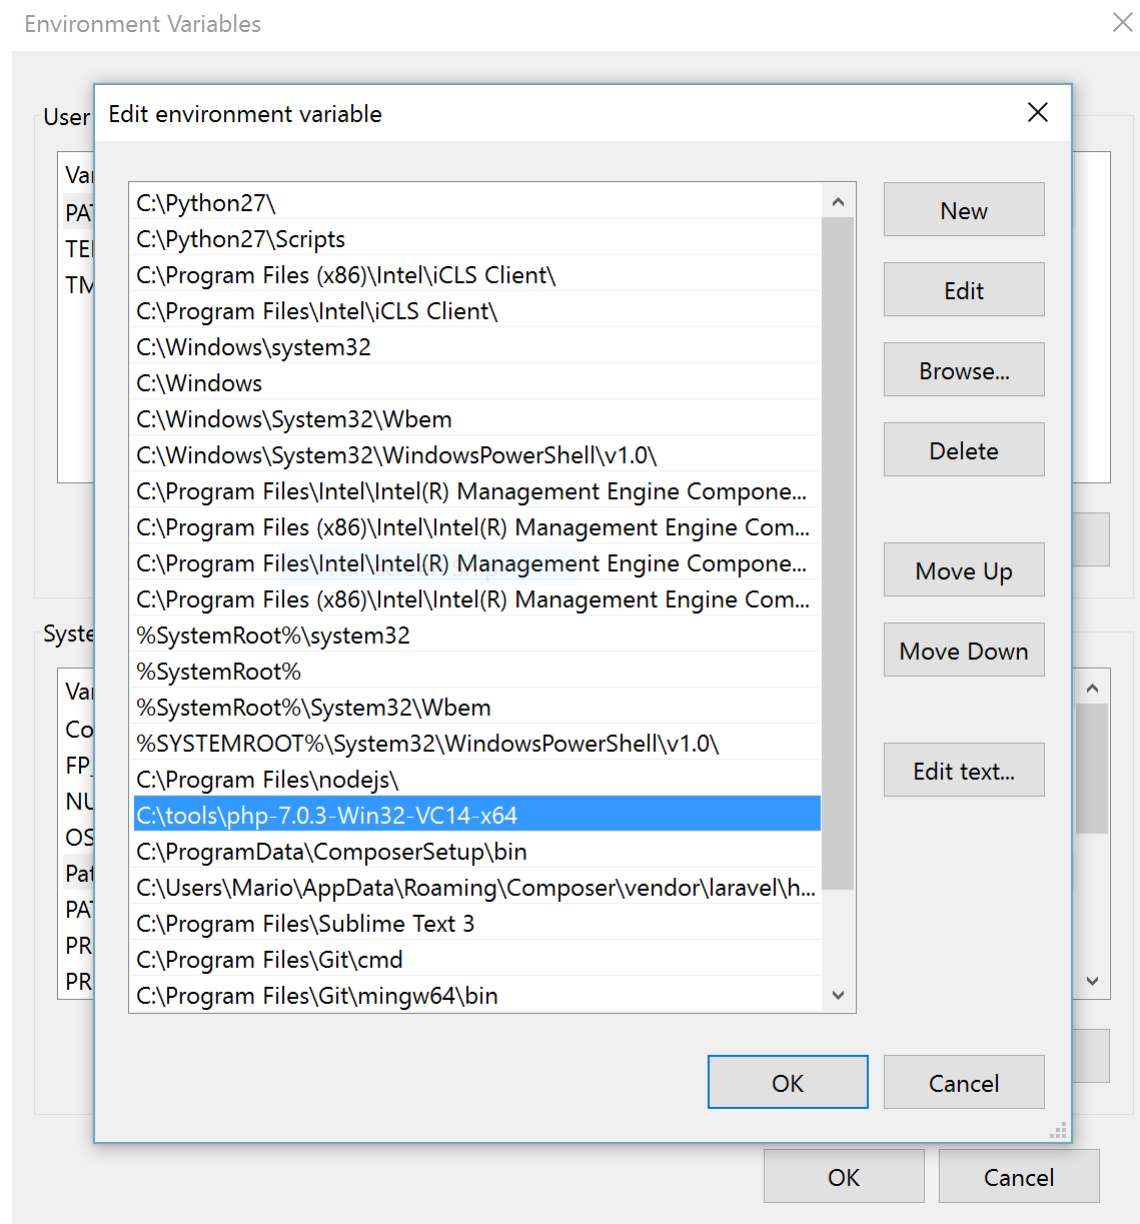 Environment Variables
User
Edit environment variable
Va
PA
TE
TM
C:\Python27\
C:\Python27\Scripts
C:\Program Files (x86)\Intel\iCLS Client\
C:\Program Files\Intel\iCLS Client\
C:\Windows\system32
C:\Windows
C:\Windows\System32\Wbem
C:\Windows\System32\WindowsPowerShell\v1.0\
C:\Program Files\Intel\Intel(R) Management Engine Compone...
C:\Program Files (x86)\Intel\Intel(R) Management Engine Com...
C:\Program Files\Intel\Intel(R) Management Engine Compone...
C:\Program Files (x86)\Intel\Intel(R) Management Engine Com...
%SystemRoot%\system32
%SystemRoot%
%SystemRoot%\System32\Wbem
%SYSTEMROOT%\System32\WindowsPowerShell\v1.0\
C:\Program Files\nodejs\
C:\tools\php-7.0.3-Win32-VC14-x64
C:\ProgramData\ComposerSetup\bin
C:\Users\Mario\AppData\Roaming\Composer\vendor\laravel\h...
C:\Program Files\Sublime Text 3
C:\Program Files\Git\cmd
C:\Program Files\Git\mingw64\bin
New
Edit
Browse...
Delete
Move Up
Move Down
Edit text...
Syste
Va
Co
FP_
NU
OS
Pat
PA
PR
PR
OK
Cancel
OK
Cancel